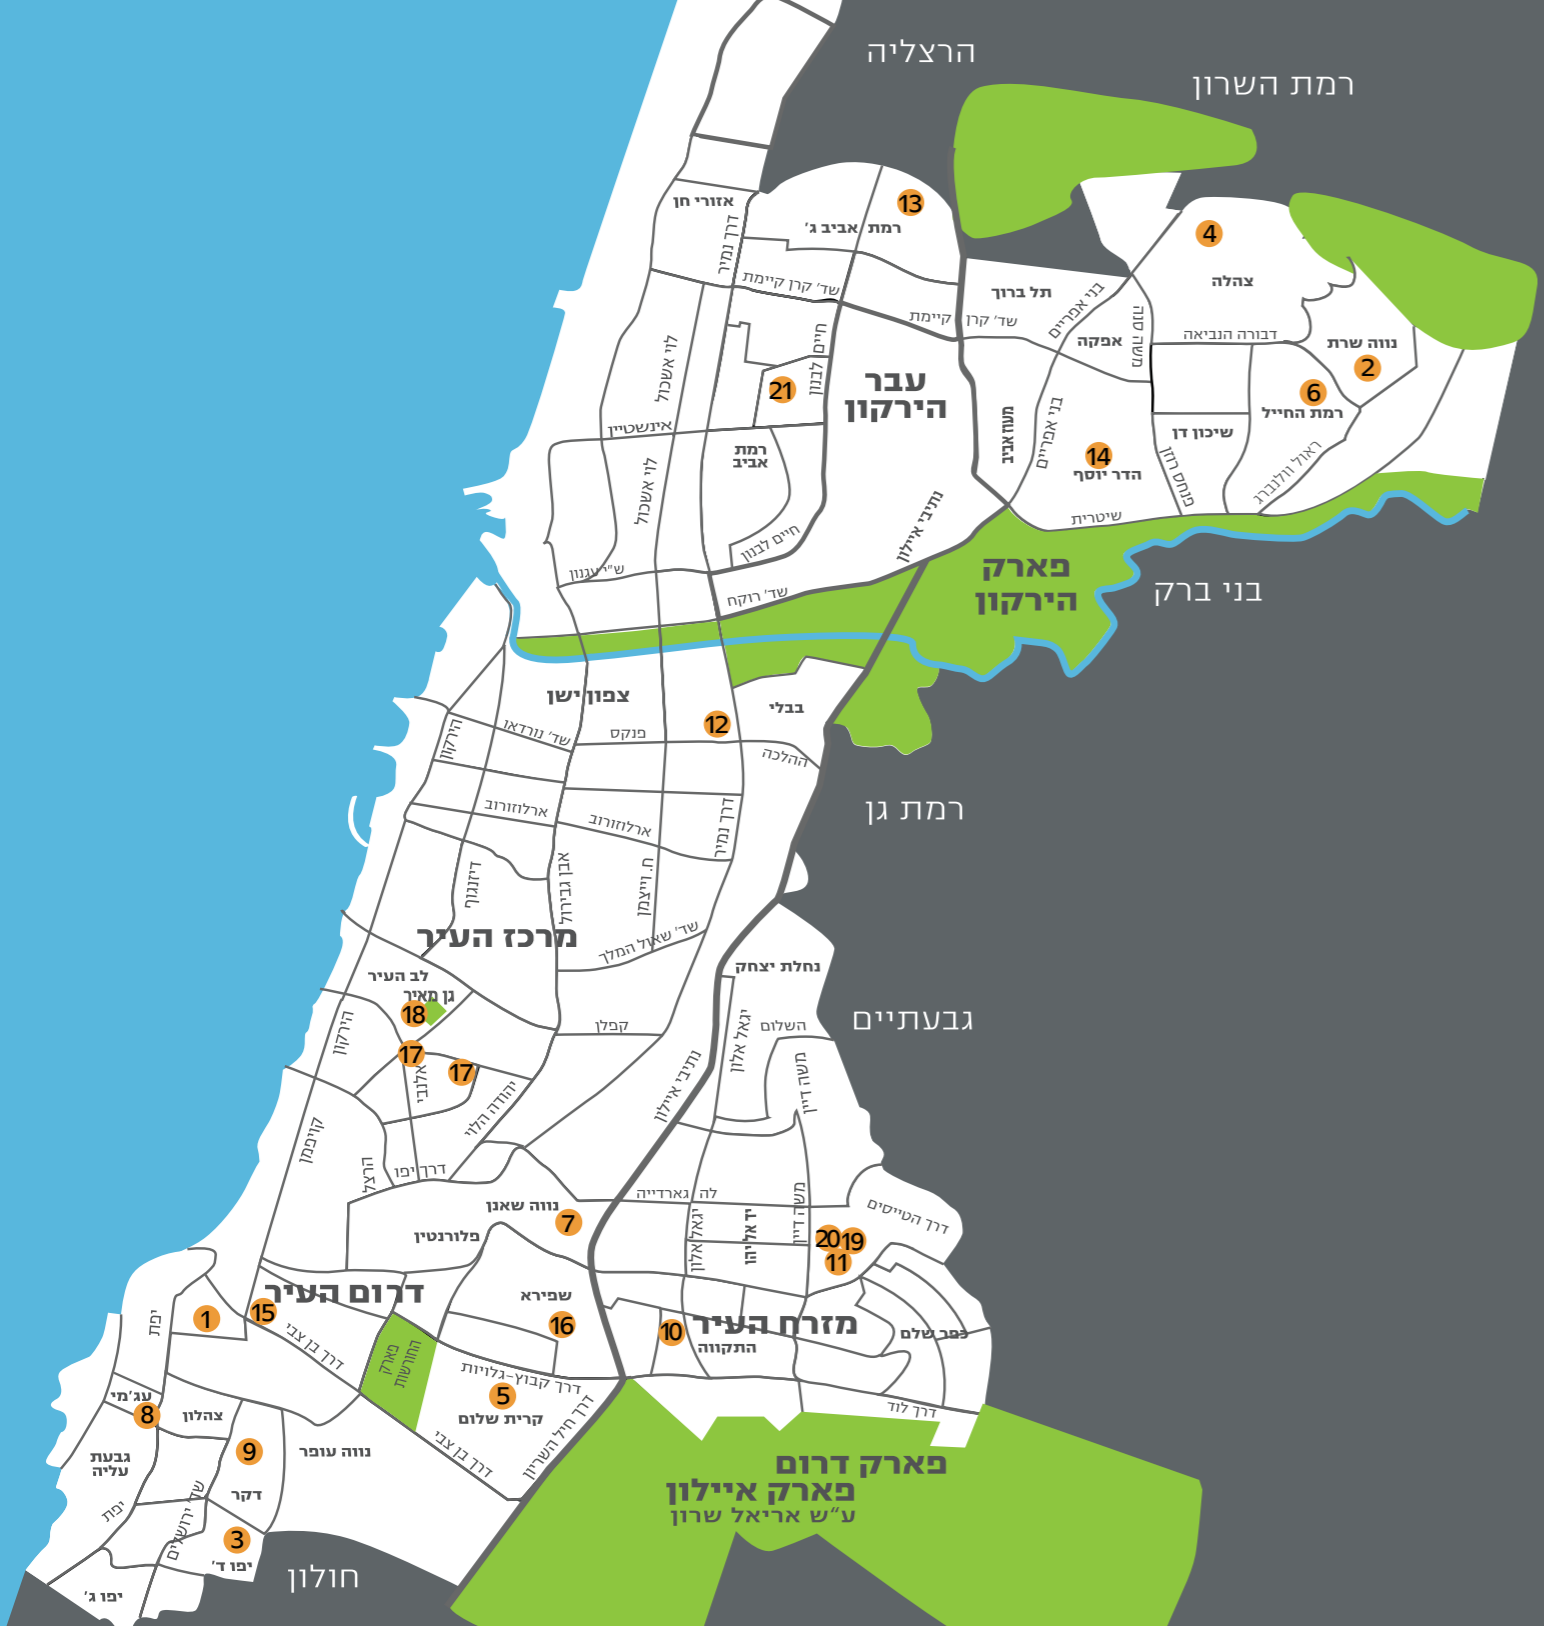 הרצליה
רמת השרון
אזורי חן
13
רמת אביב ג׳
4
צהלה
דרך נמיר
שד׳ קרן קיימת
תל ברוך
בני אפריים
שד׳ קרן קיימת
משה סנה
אפקה
דבורה הנביאה
נווה שרת
2
לוי אשכול
חיים לבנון
21
עבר
הירקון
6
רמת החייל
אינשטיין
מעוז אביב
בני אפריים
שיכון דן
רמת
אביב
14
הדר יוסף
פנחס רוזן
ראול וולנברג
לוי אשכול
נתיבי איילון
שיטרית
חיים לבנון
ש״י עגנון
שד׳ רוקח
פארק
הירקון
בני ברק
צפון ישן
בבלי
12
הירקון
שד׳ נורדאו
פנקס
ההלכה
ארלוזורוב
ארלוזורוב
דרך נמיר
רמת גן
דיזנגוף
אבן גבירול
ח. וייצמן
מרכז העיר
שד׳ שאול המלך
נחלת יצחק
לב העיר
גן מאיר
18
הירקון
קפלן
יגאל אלון
השלום
גבעתיים
17
17
אלנבי
יהודה הלוי
נתיבי איילון
משה דיין
קויפמן
הרצל
דרך יפו
לה גארדייה
נווה שאנן
7
פלורנטין
יגאל אלון
יד אליהו
משה דיין
דרך הטייסים
20
19
11
דרום העיר
שפירא
1
15
16
יפת
דרך בן צבי
פארק
החורשות
10
מזרח העיר
התקווה
כפר שלם
דרך קבוץ-גלויות
5
קרית שלום
דרך חיל השריון
דרך לוד
עג׳מי
8
צהלון
9
נווה עופר
דרך בן צבי
גבעת
עליה
דקר
יפת
שד׳ ירושלים
3
יפו ד׳
יפו ג׳
חולון
פארק דרום
פארק איילון
ע״ש אריאל שרון